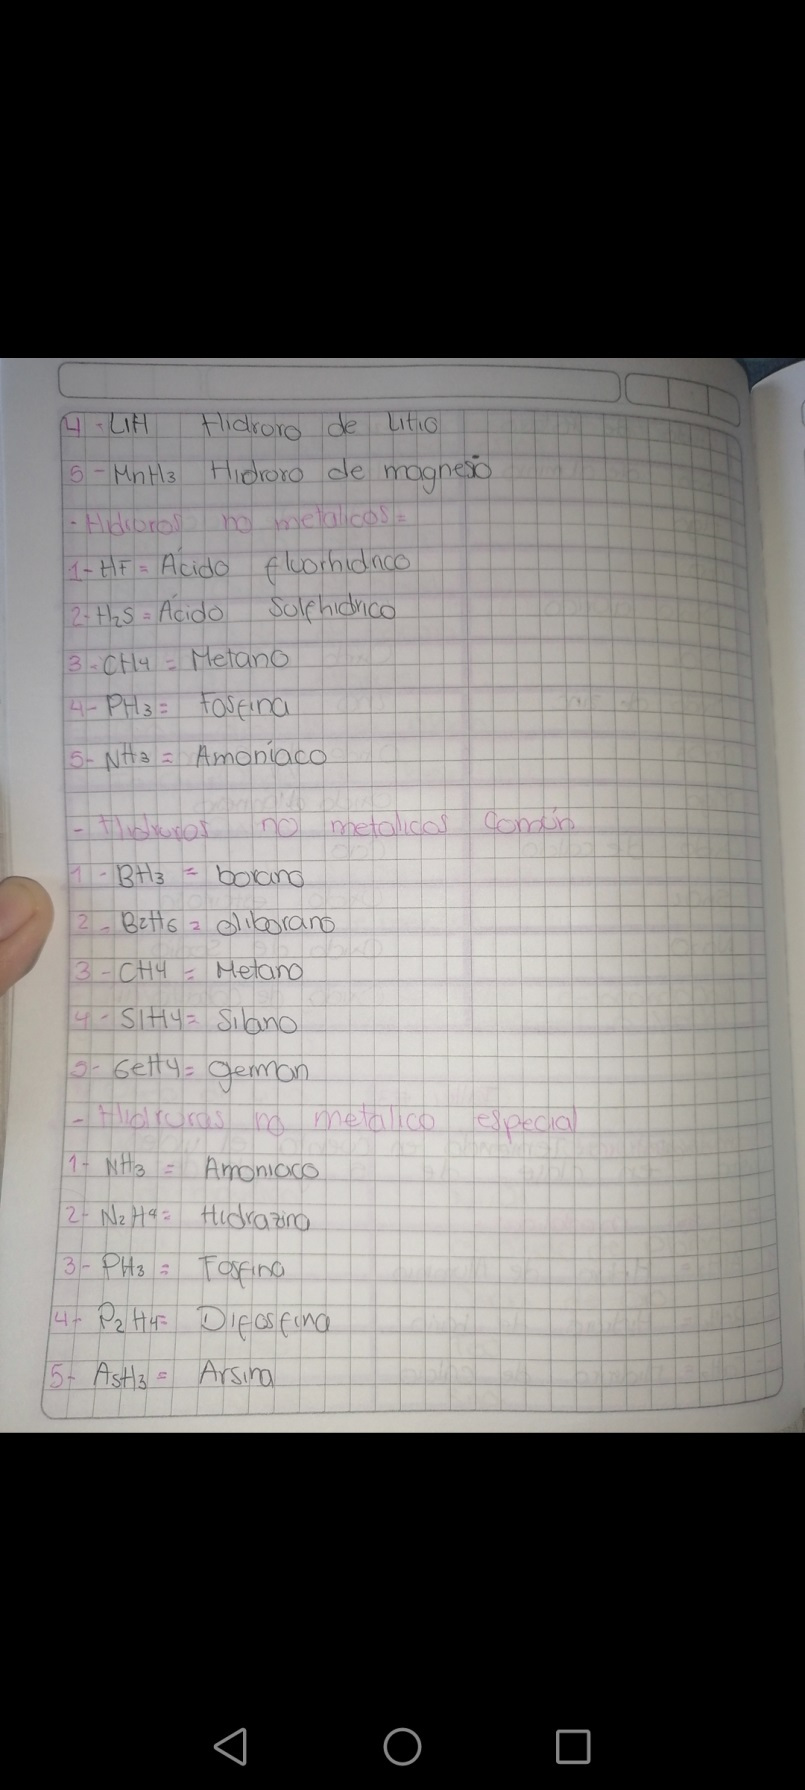 4 - LiH Hidroro de Litio
5 - MnH3 Hidroro de magneso
- Hidroros no metalicos =
1- HF = Ácido fluorhidrico
2- H2S = Ácido Sulfhidrico
3 - CH4 = Metano
4 - PH3 = Fosfina
5- NH3 = Amoníaco
- Hidruros no metalicos Común
1 - BH3 = borano
2 - B2H6 = diborano
3 - CH4 = Metano
4 - SiH4 = Silano
5- GeH4 = german
- Hidruros no metalico especial
1- NH3 = Amoniaco
2- N2H4 = Hidrazina
3 - PH3 = Fosfina
4- P2H4 = Difosfina
5- AsH3 = Arsina